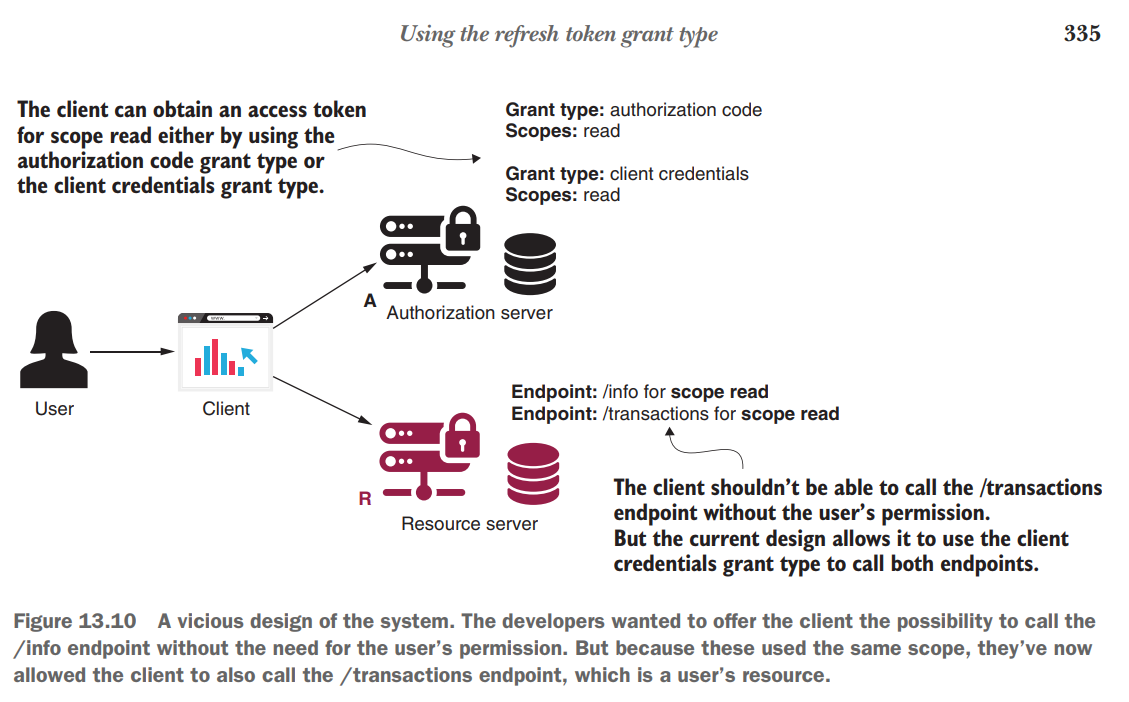 Using the refresh token grant type
335
The client can obtain an access token
for scope read either by using the
authorization code grant type or
the client credentials grant type.
Grant type: authorization code
Scopes: read
Grant type: client credentials
Scopes: read
www.
A
Authorization server
User
Client
Endpoint: /info for scope read
Endpoint: /transactions for scope read
R
Resource server
The client shouldn't be able to call the /transactions
endpoint without the user's permission.
But the current design allows it to use the client
credentials grant type to call both endpoints.
Figure 13.10 A vicious design of the system. The developers wanted to offer the client the possibility to call the
/info endpoint without the need for the user's permission. But because these used the same scope, they've now
allowed the client to also call the /transactions endpoint, which is a user's resource.